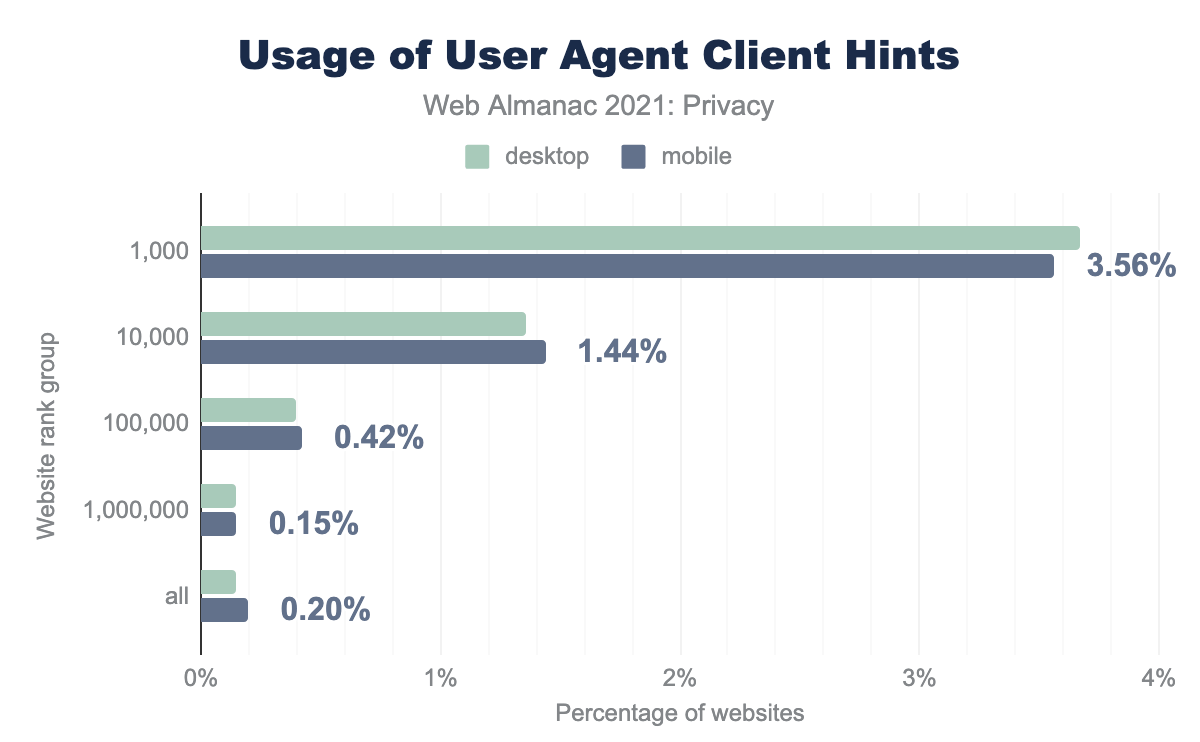 Usage of User Agent Client Hints
Web Almanac 2021: Privacy
desktop
mobile
Website rank group
1,000
3.56%
10,000
1.44%
100,000
0.42%
1,000,000
0.15%
all
0.20%
0%
1%
2%
3%
4%
Percentage of websites